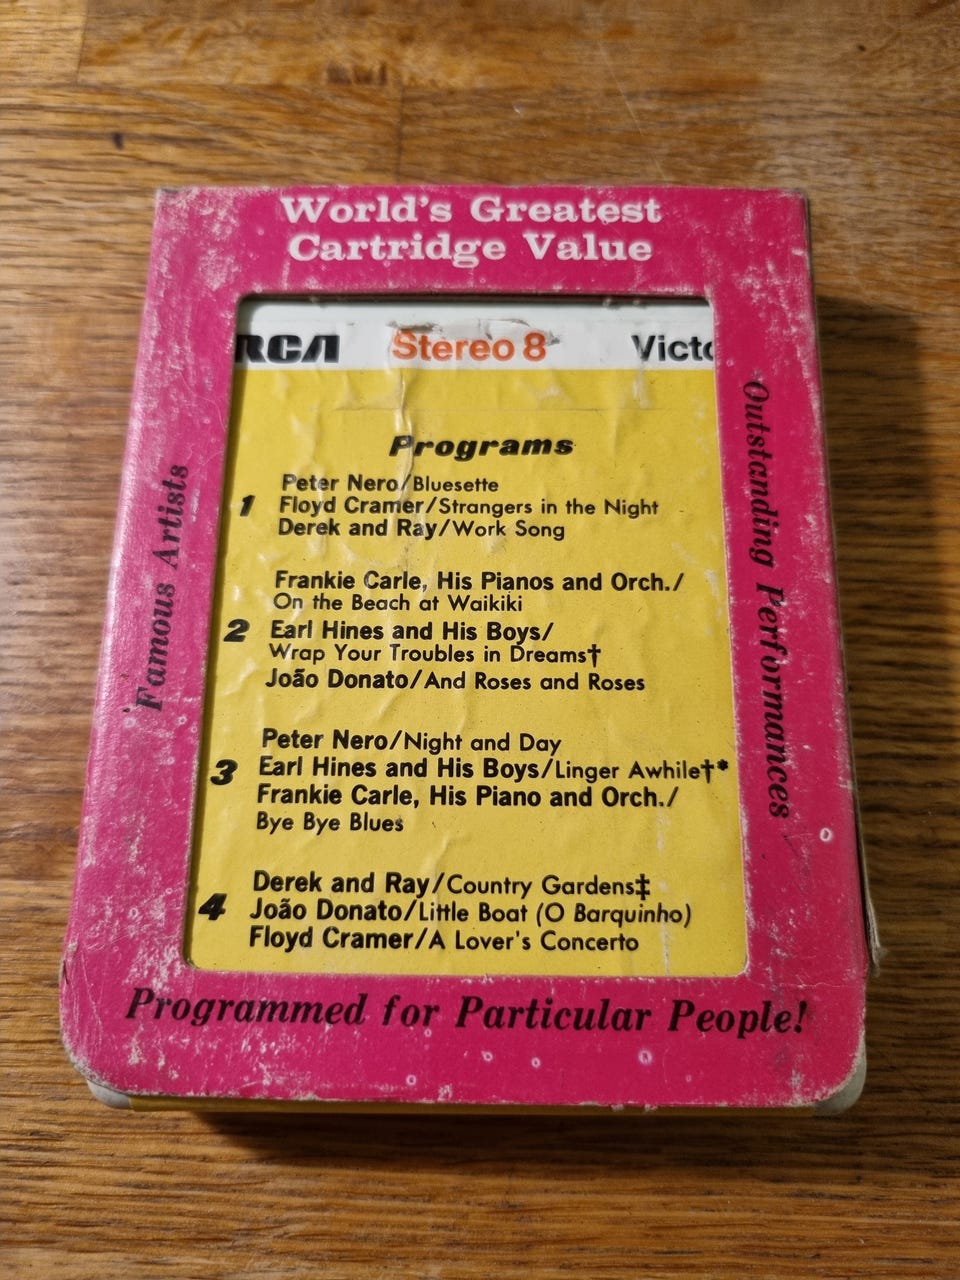 World's Greatest
Cartridge Value
RCA Stereo 8 Victo
Programs
1
Peter Nero/Bluesette
Floyd Cramer/Strangers in the Night
Derek and Ray/Work Song
2
Frankie Carle, His Pianos and Orch./
On the Beach at Waikiki
Earl Hines and His Boys/
Wrap Your Troubles in Dreams†
João Donato/And Roses and Roses
3
Peter Nero/Night and Day
Earl Hines and His Boys/Linger Awhile†*
Frankie Carle, His Piano and Orch./
Bye Bye Blues
4
Derek and Ray/Country Gardens‡
João Donato/Little Boat (O Barquinho)
Floyd Cramer/A Lover's Concerto
Famous Artists
Outstanding Performances
Programmed for Particular People!